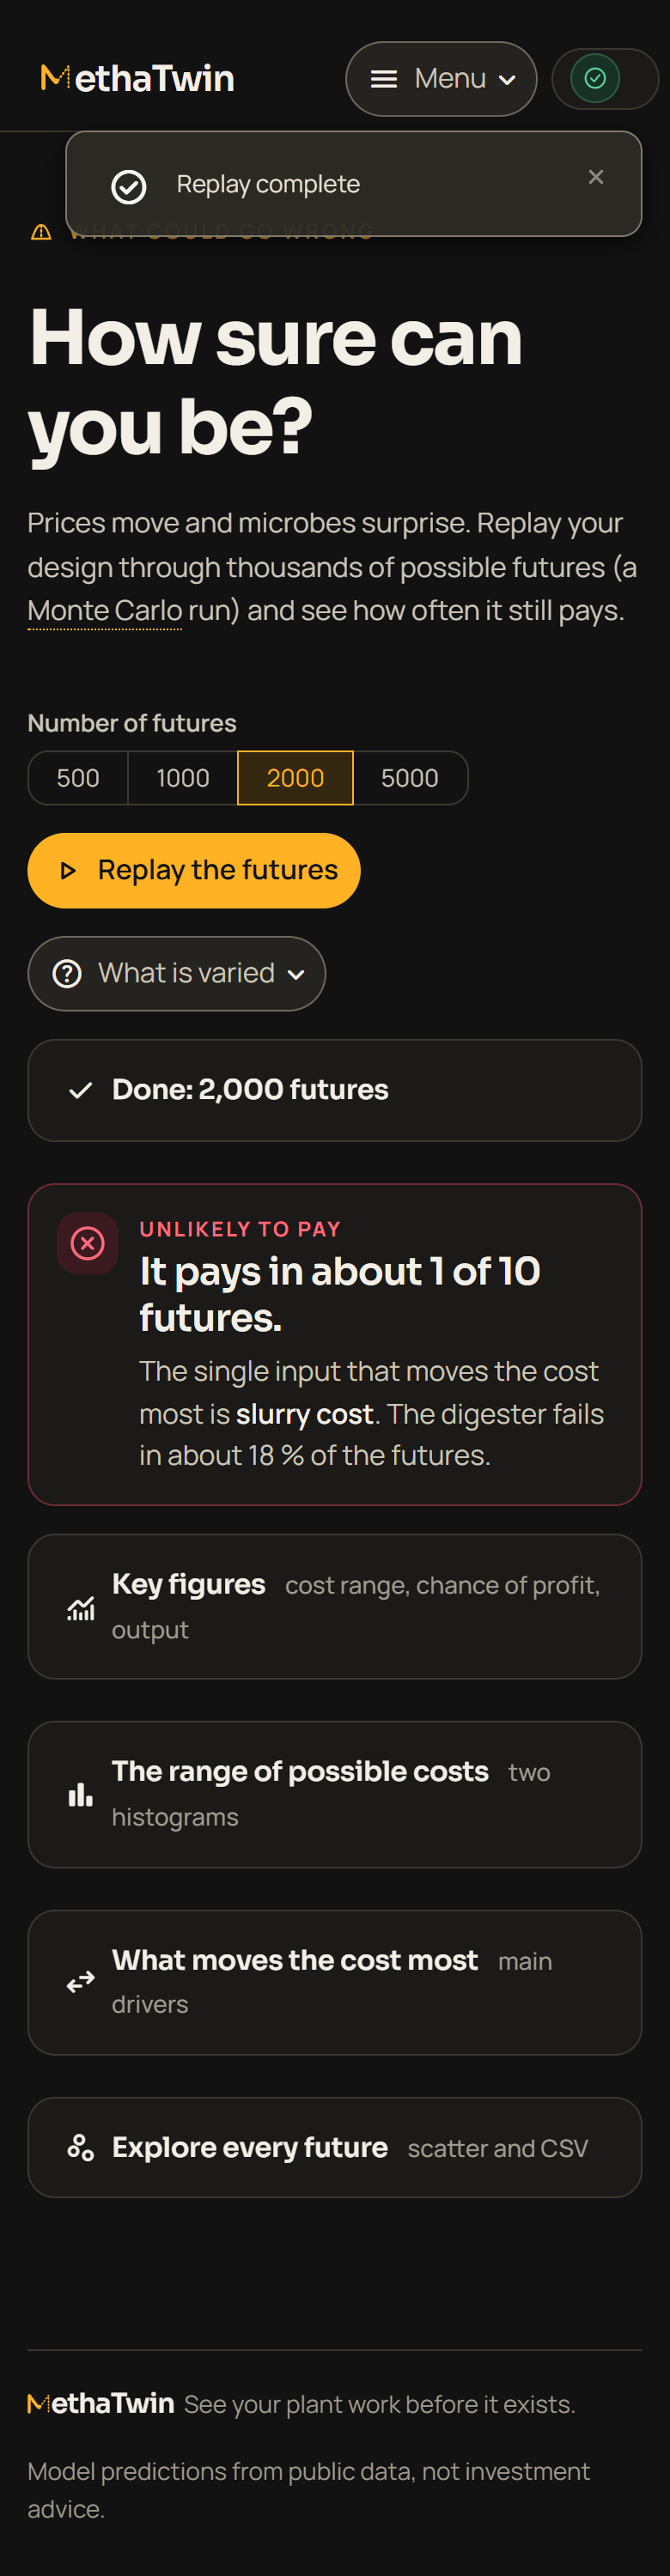 MethaTwin
Menu
Replay complete
WHAT COULD GO WRONG
How sure can
you be?
Prices move and microbes surprise. Replay your
design through thousands of possible futures (a
Monte Carlo run) and see how often it still pays.
Number of futures
500 1000 2000 5000
Replay the futures
What is varied
Done: 2,000 futures
UNLIKELY TO PAY
It pays in about 1 of 10
futures.
The single input that moves the cost
most is slurry cost. The digester fails
in about 18 % of the futures.
Key figures cost range, chance of profit,
output
The range of possible costs two
histograms
What moves the cost most main
drivers
Explore every future scatter and CSV
MethaTwin See your plant work before it exists.
Model predictions from public data, not investment
advice.